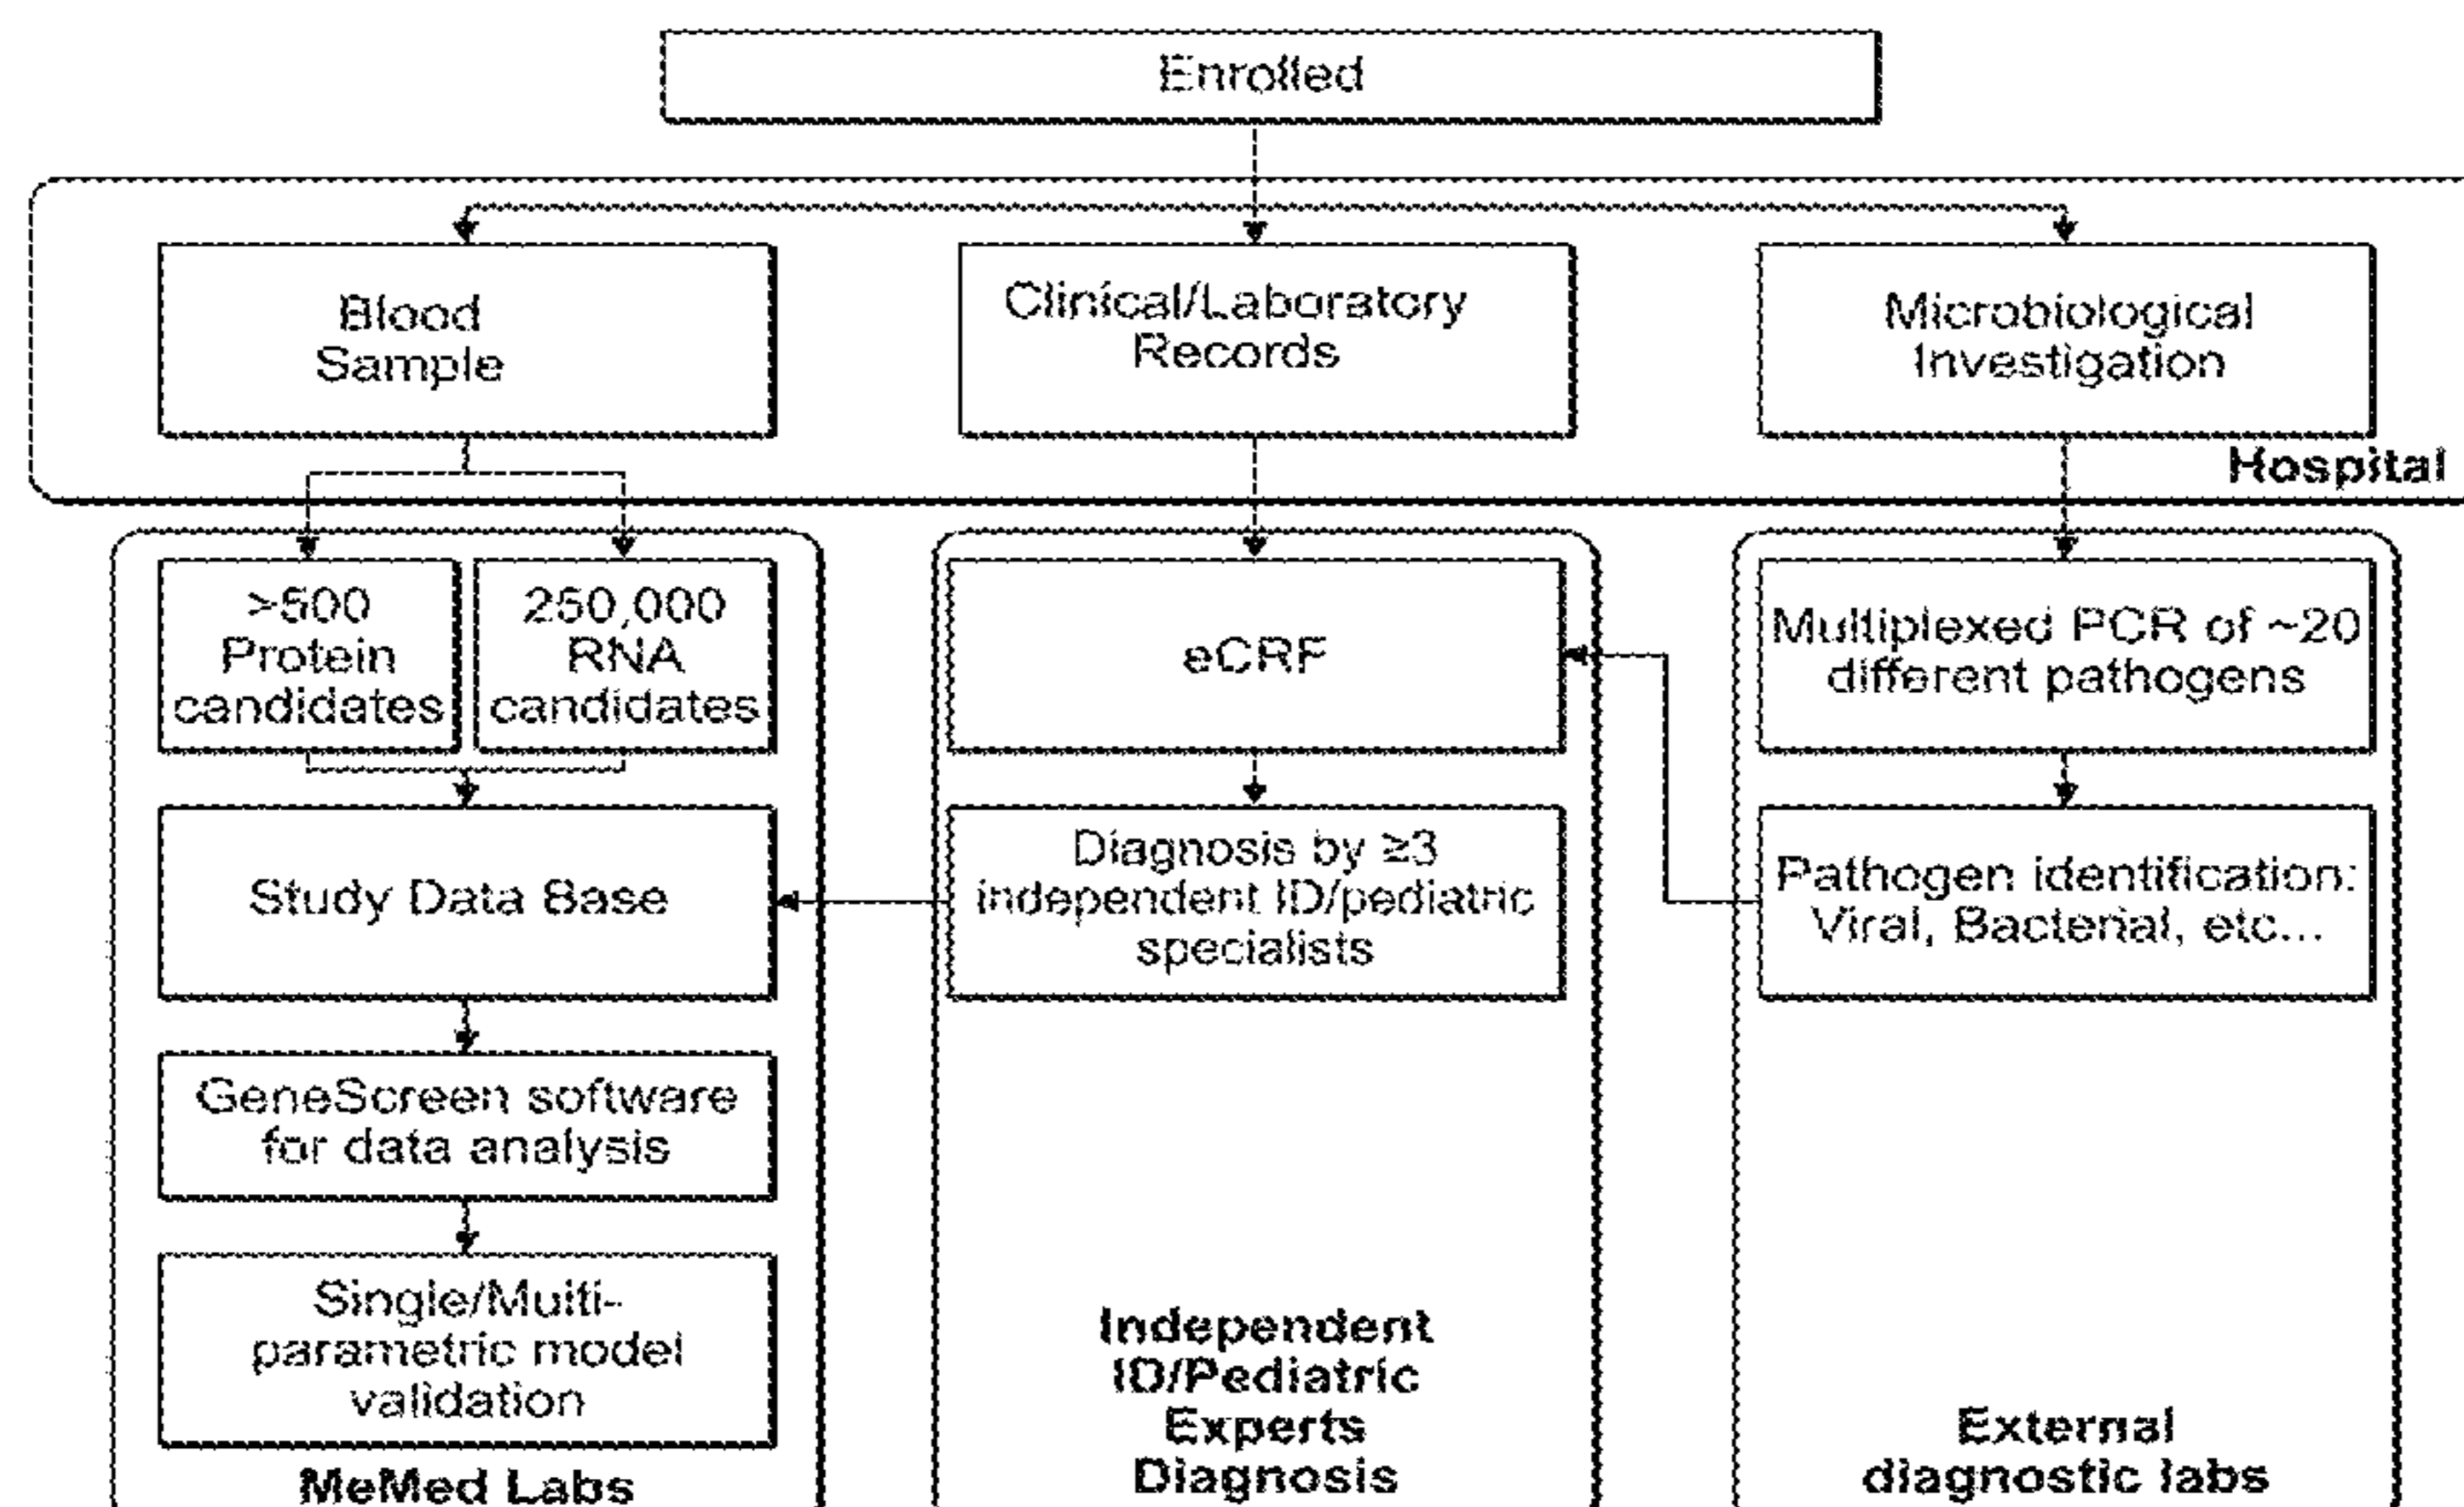 Enrolled
Blood
Sample
Clinical/Laboratory
Records
Microbiological
Investigation
Hospital
>500
Protein
candidates
250,000
RNA
candidates
eCRF
Multiplexed PCR of ~20
different pathogens
Study Data Base
Diagnosis by ≥3
independent ID/pediatric
specialists
Pathogen identification:
Viral, Bacterial, etc...
GeneScreen software
for data analysis
Single/Multi-
parametric model
validation
MeMed Labs
Independent
ID/Pediatric
Experts
Diagnosis
External
diagnostic labs